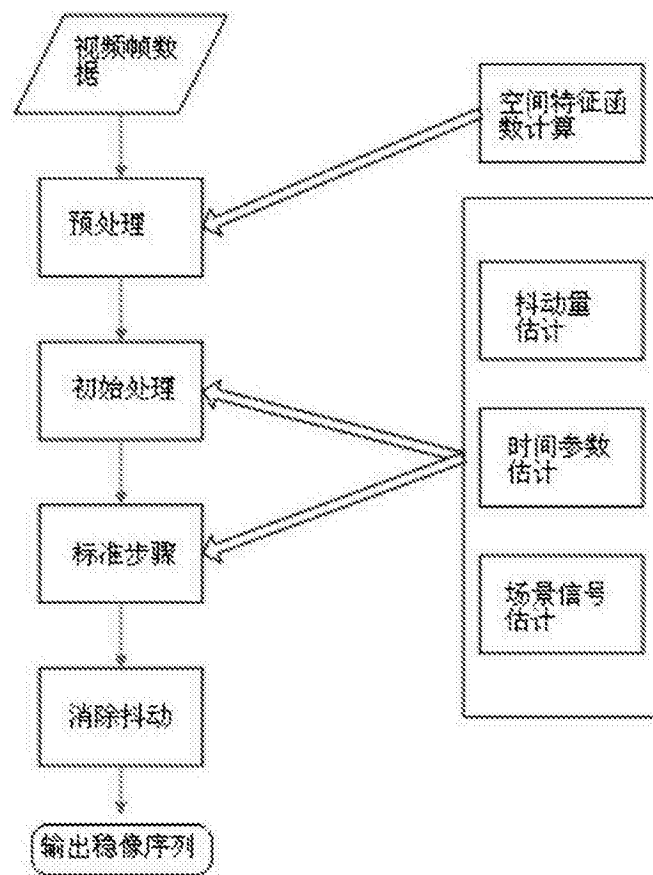 视频帧数
据
空间特征函
数计算
预处理
抖动量
估计
初始处理
时间参数
估计
标准步骤
场景信号
估计
消除抖动
输出稳像序列